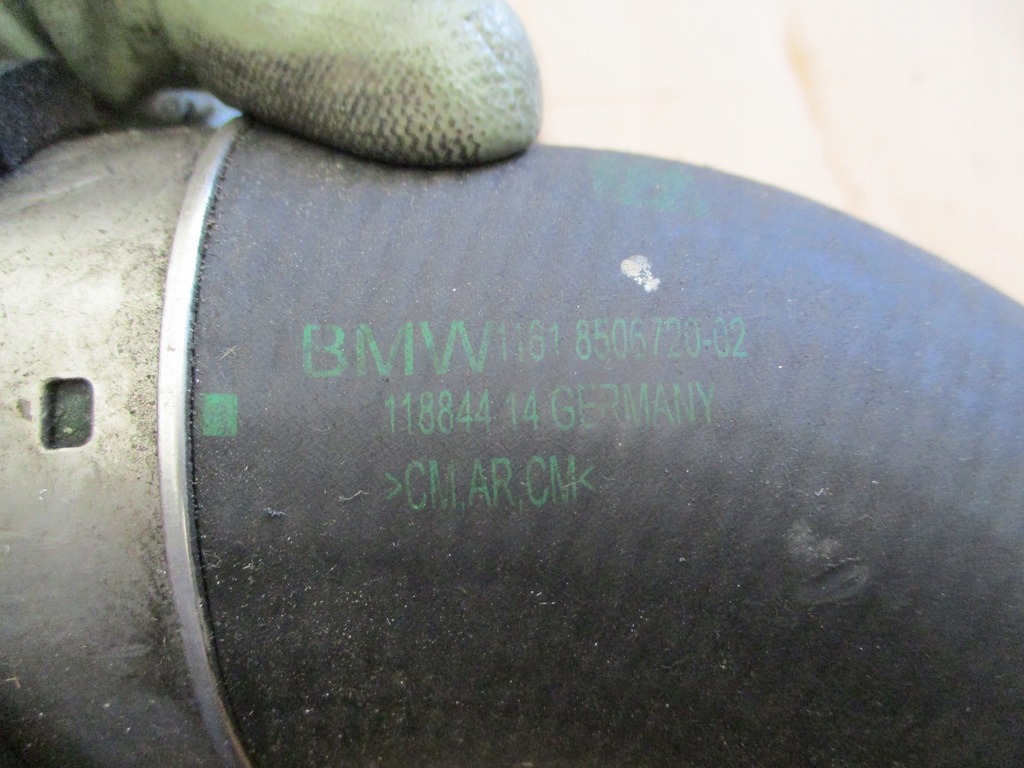 BMW 1161 8506720-02
118844 14 GERMANY
>CM,AR,CM<